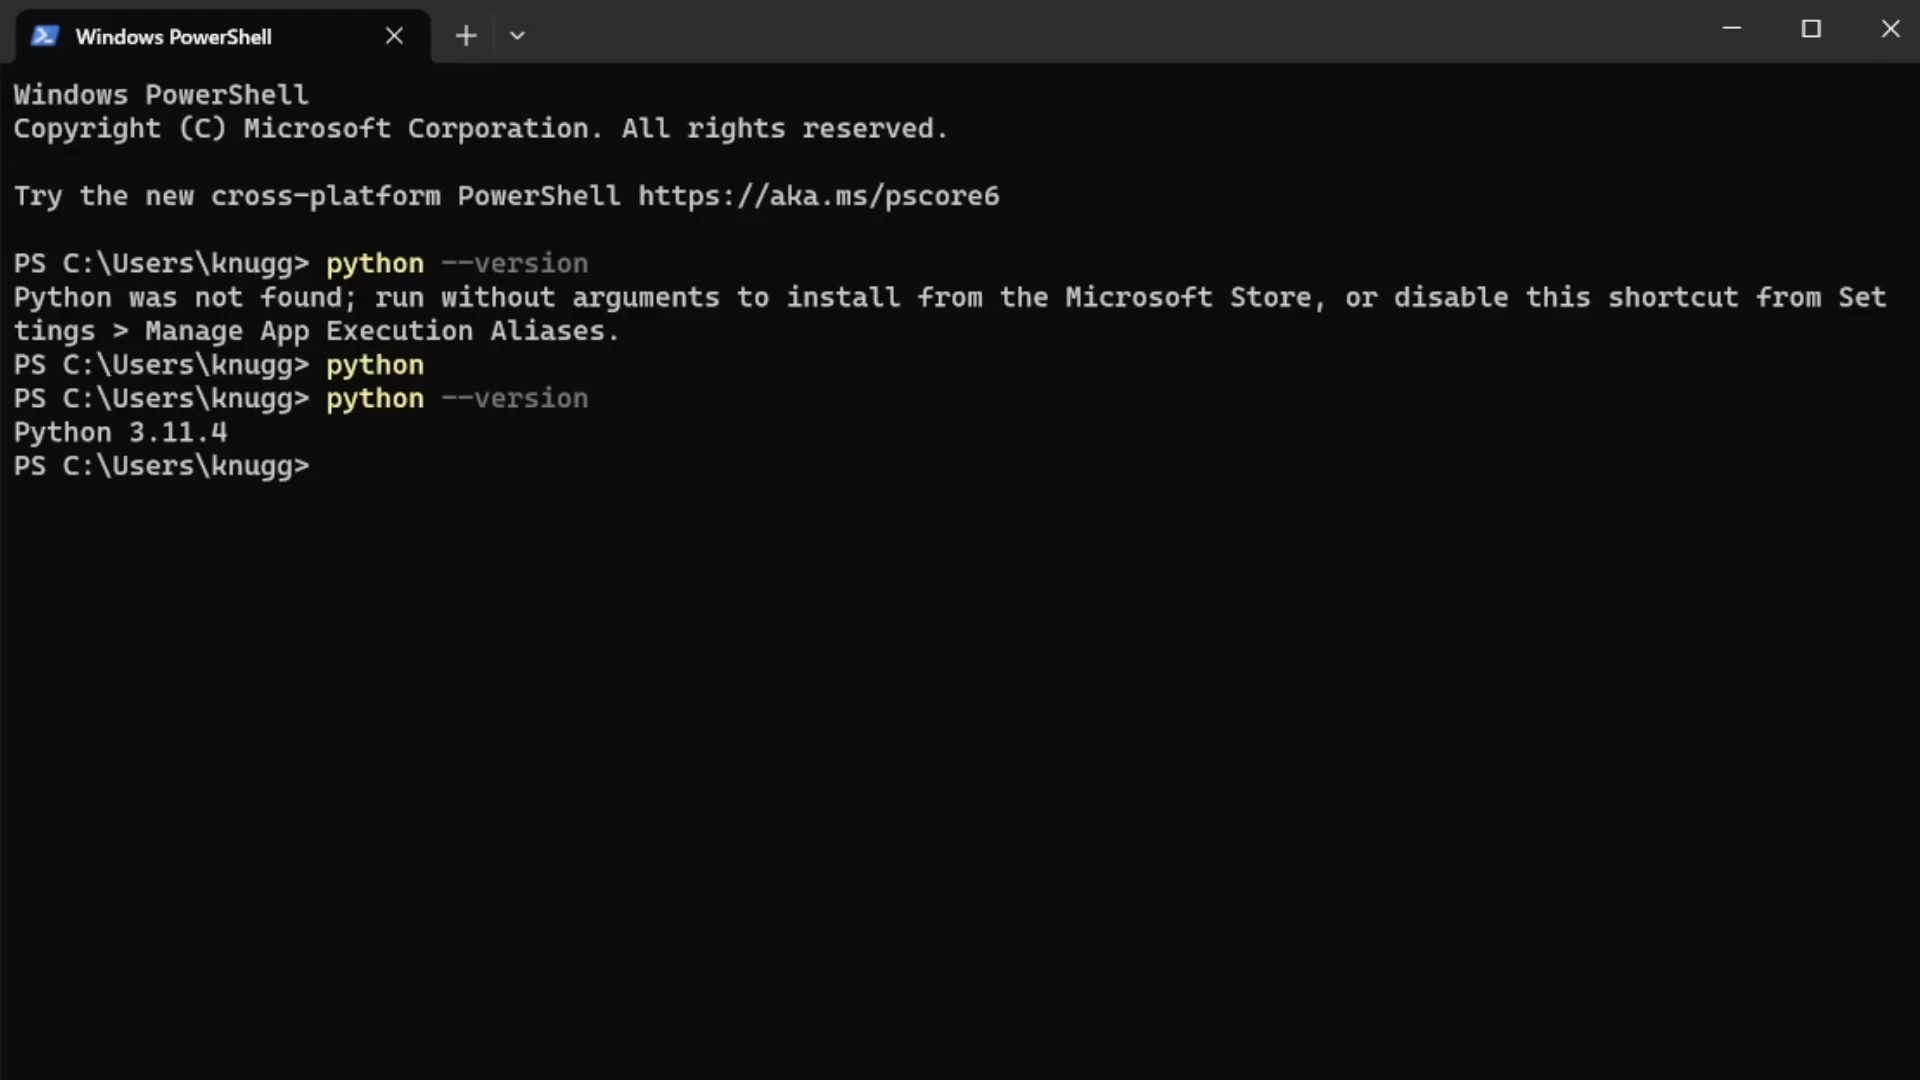 Windows PowerShell
Windows PowerShell
Copyright (C) Microsoft Corporation. All rights reserved.
Try the new cross-platform PowerShell https://aka.ms/pscore6
PS C:\Users\knugg> python --version
Python was not found; run without arguments to install from the Microsoft Store, or disable this shortcut from Set
tings > Manage App Execution Aliases.
PS C:\Users\knugg> python
PS C:\Users\knugg> python --version
Python 3.11.4
PS C:\Users\knugg>